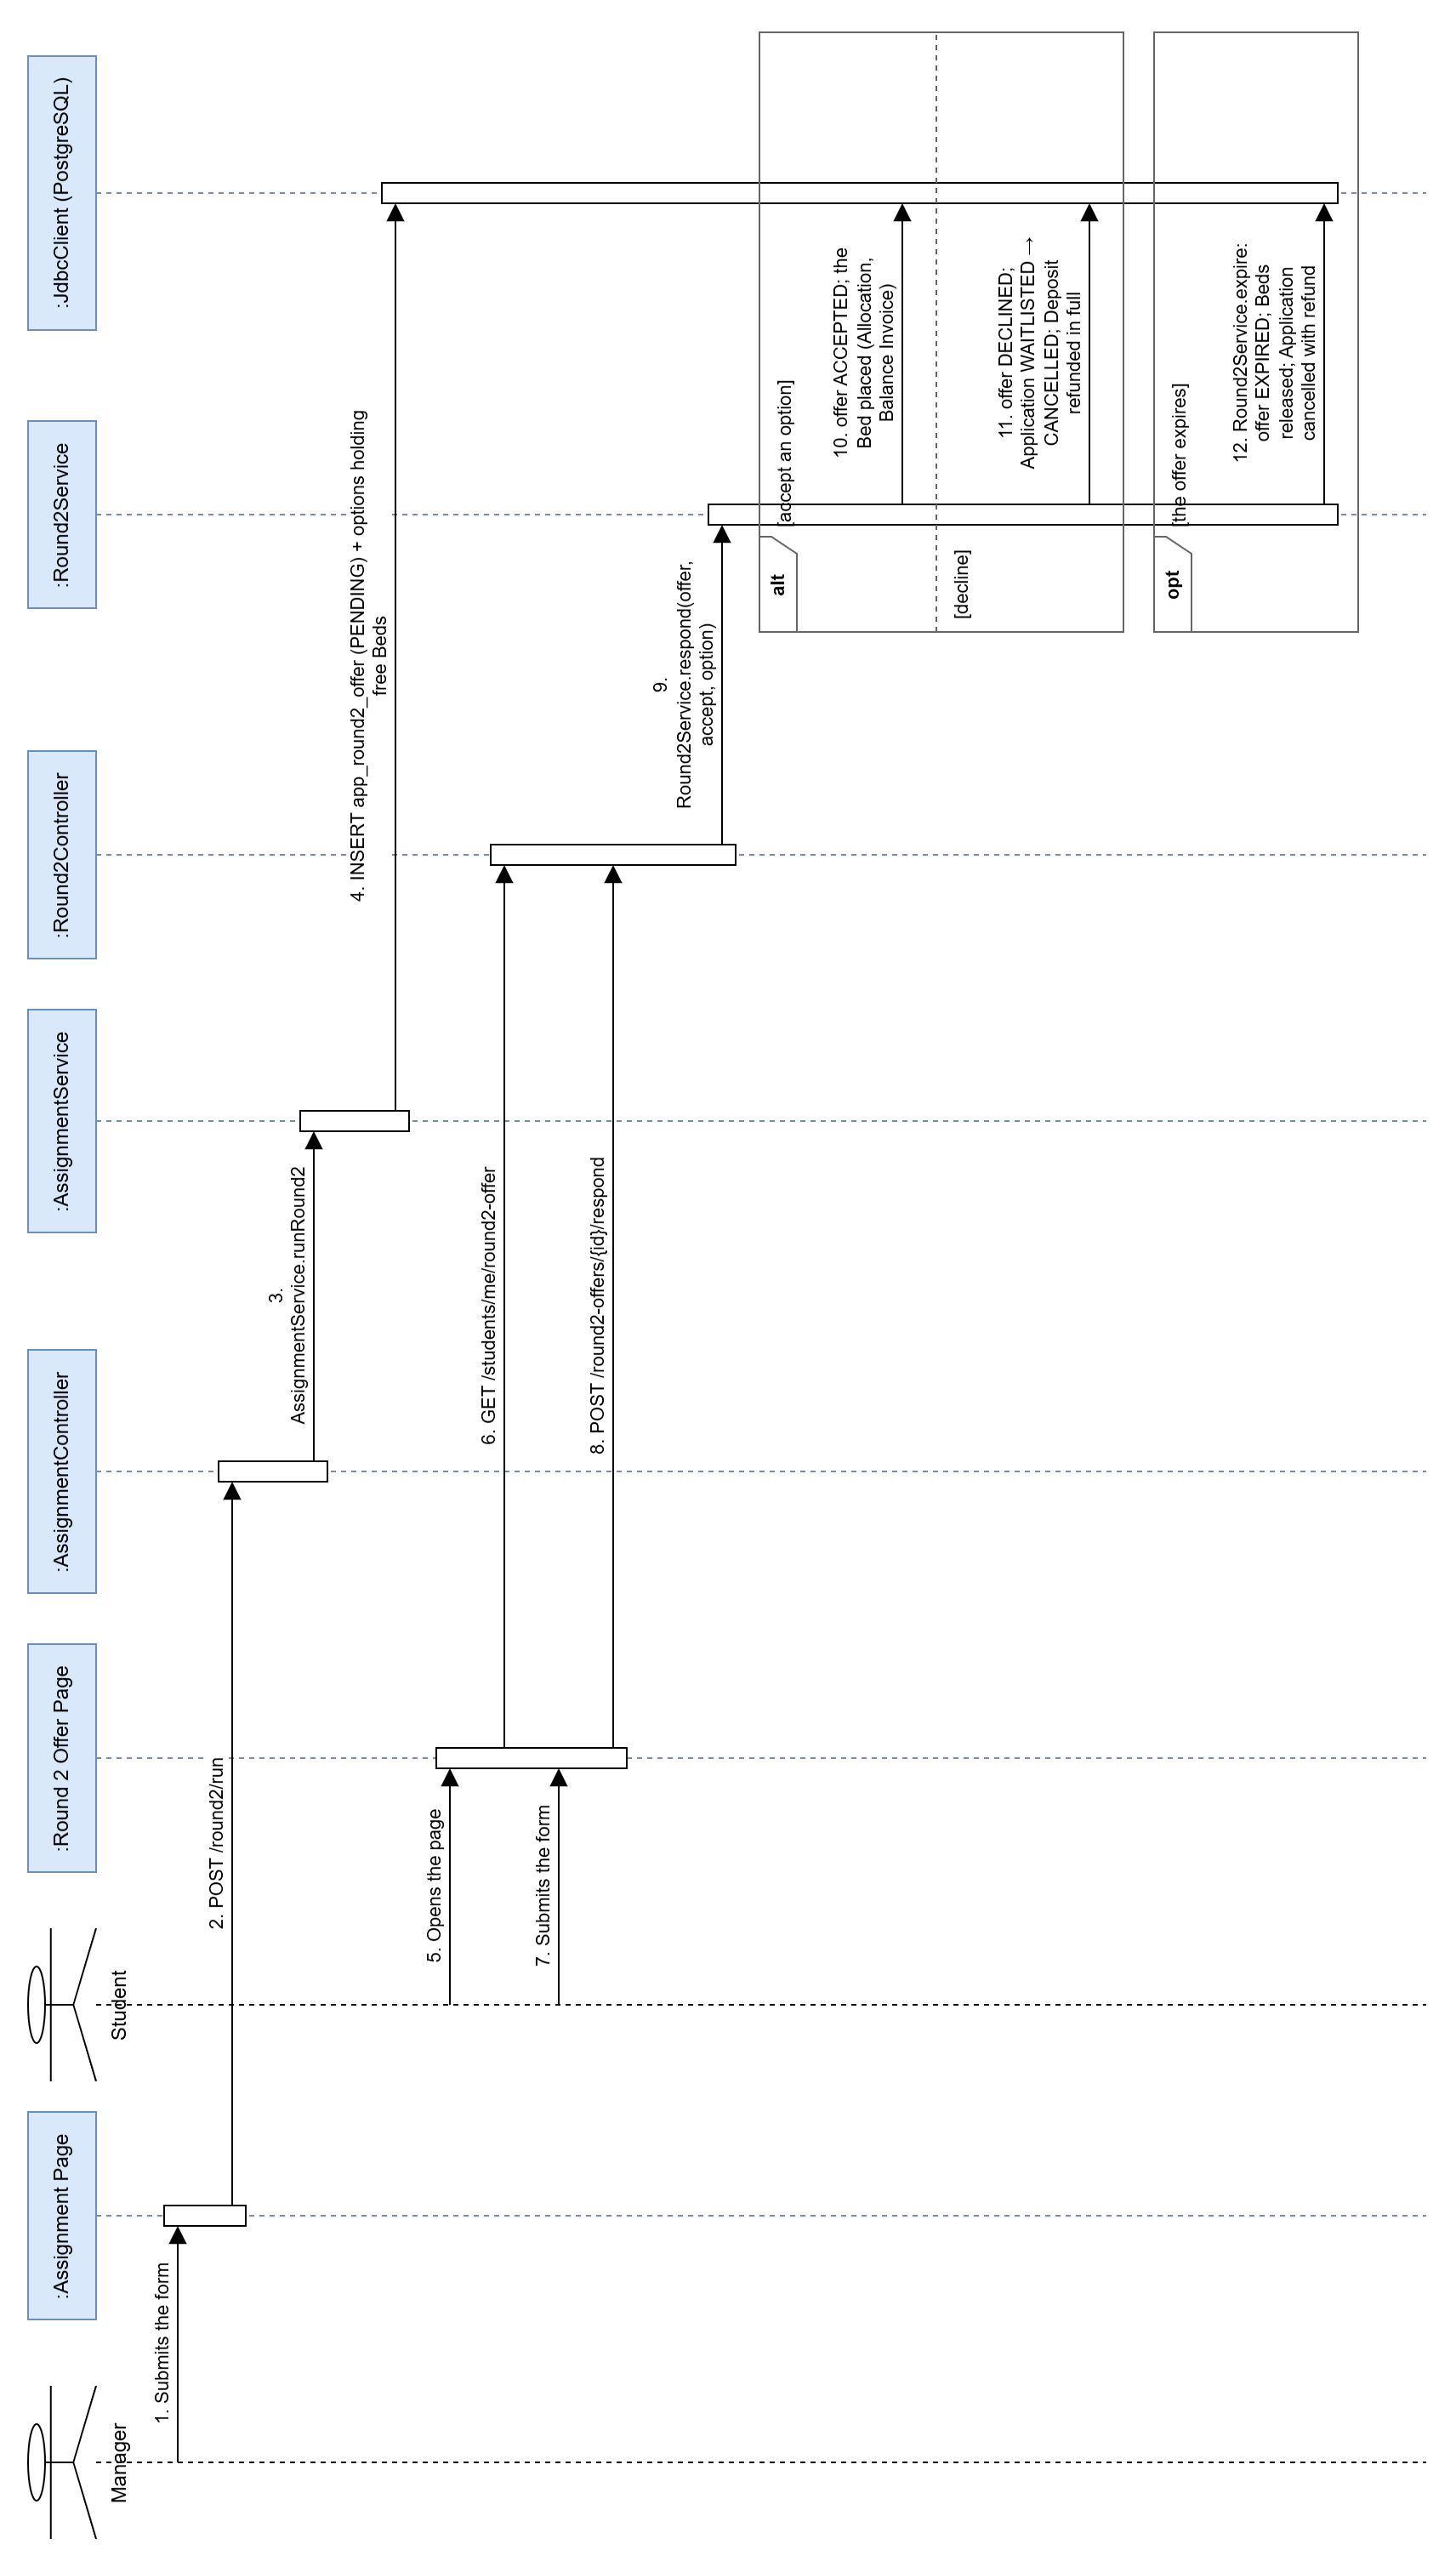 Manager
:Assignment Page
Student
:Round 2 Offer Page
:AssignmentController
:AssignmentService
:Round2Controller
:Round2Service
:JdbcClient (PostgreSQL)
1. Submits the form
2. POST /round2/run
3.
AssignmentService.runRound2
4. INSERT app_round2_offer (PENDING) + options holding
free Beds
5. Opens the page
6. GET /students/me/round2-offer
7. Submits the form
8. POST /round2-offers/{id}/respond
9.
Round2Service.respond(offer,
accept, option)
alt
[accept an option]
10. offer ACCEPTED; the
Bed placed (Allocation,
Balance Invoice)
[decline]
11. offer DECLINED;
Application WAITLISTED →
CANCELLED; Deposit
refunded in full
opt
[the offer expires]
12. Round2Service.expire:
offer EXPIRED; Beds
released; Application
cancelled with refund